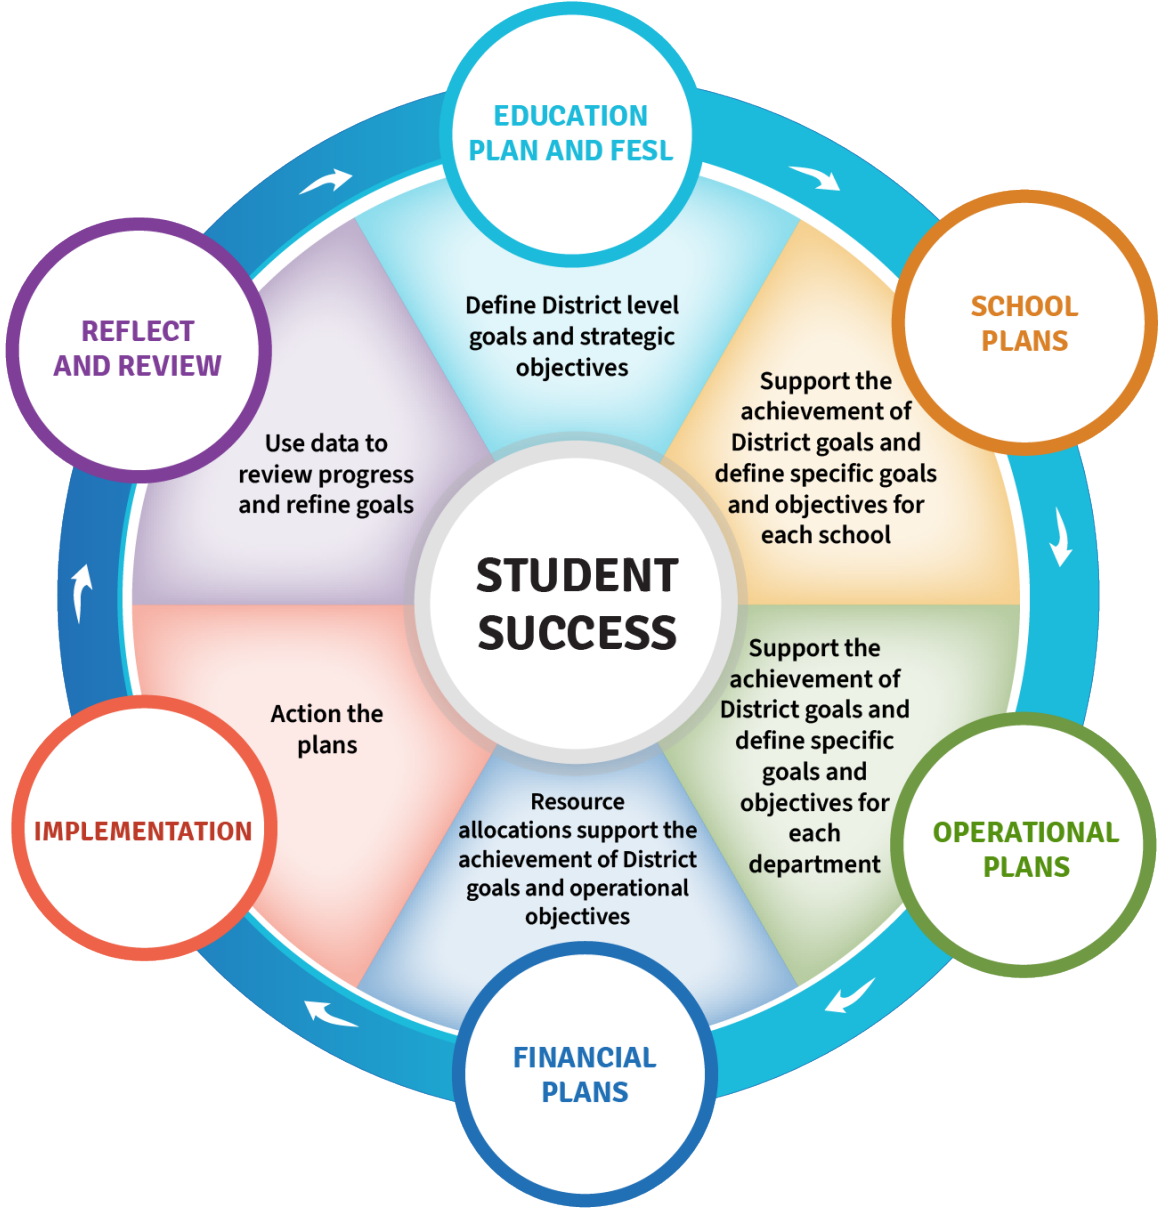 EDUCATION
PLAN AND FESL
Define District level
goals and strategic
objectives
SCHOOL
PLANS
Support the
achievement of
District goals and
define specific goals
and objectives for
each school
OPERATIONAL
PLANS
Support the
achievement of
District goals and
define specific
goals and
objectives for
each
department
FINANCIAL
PLANS
Resource
allocations support the
achievement of District
goals and operational
objectives
IMPLEMENTATION
Action the
plans
REFLECT
AND REVIEW
Use data to
review progress
and refine goals
STUDENT
SUCCESS